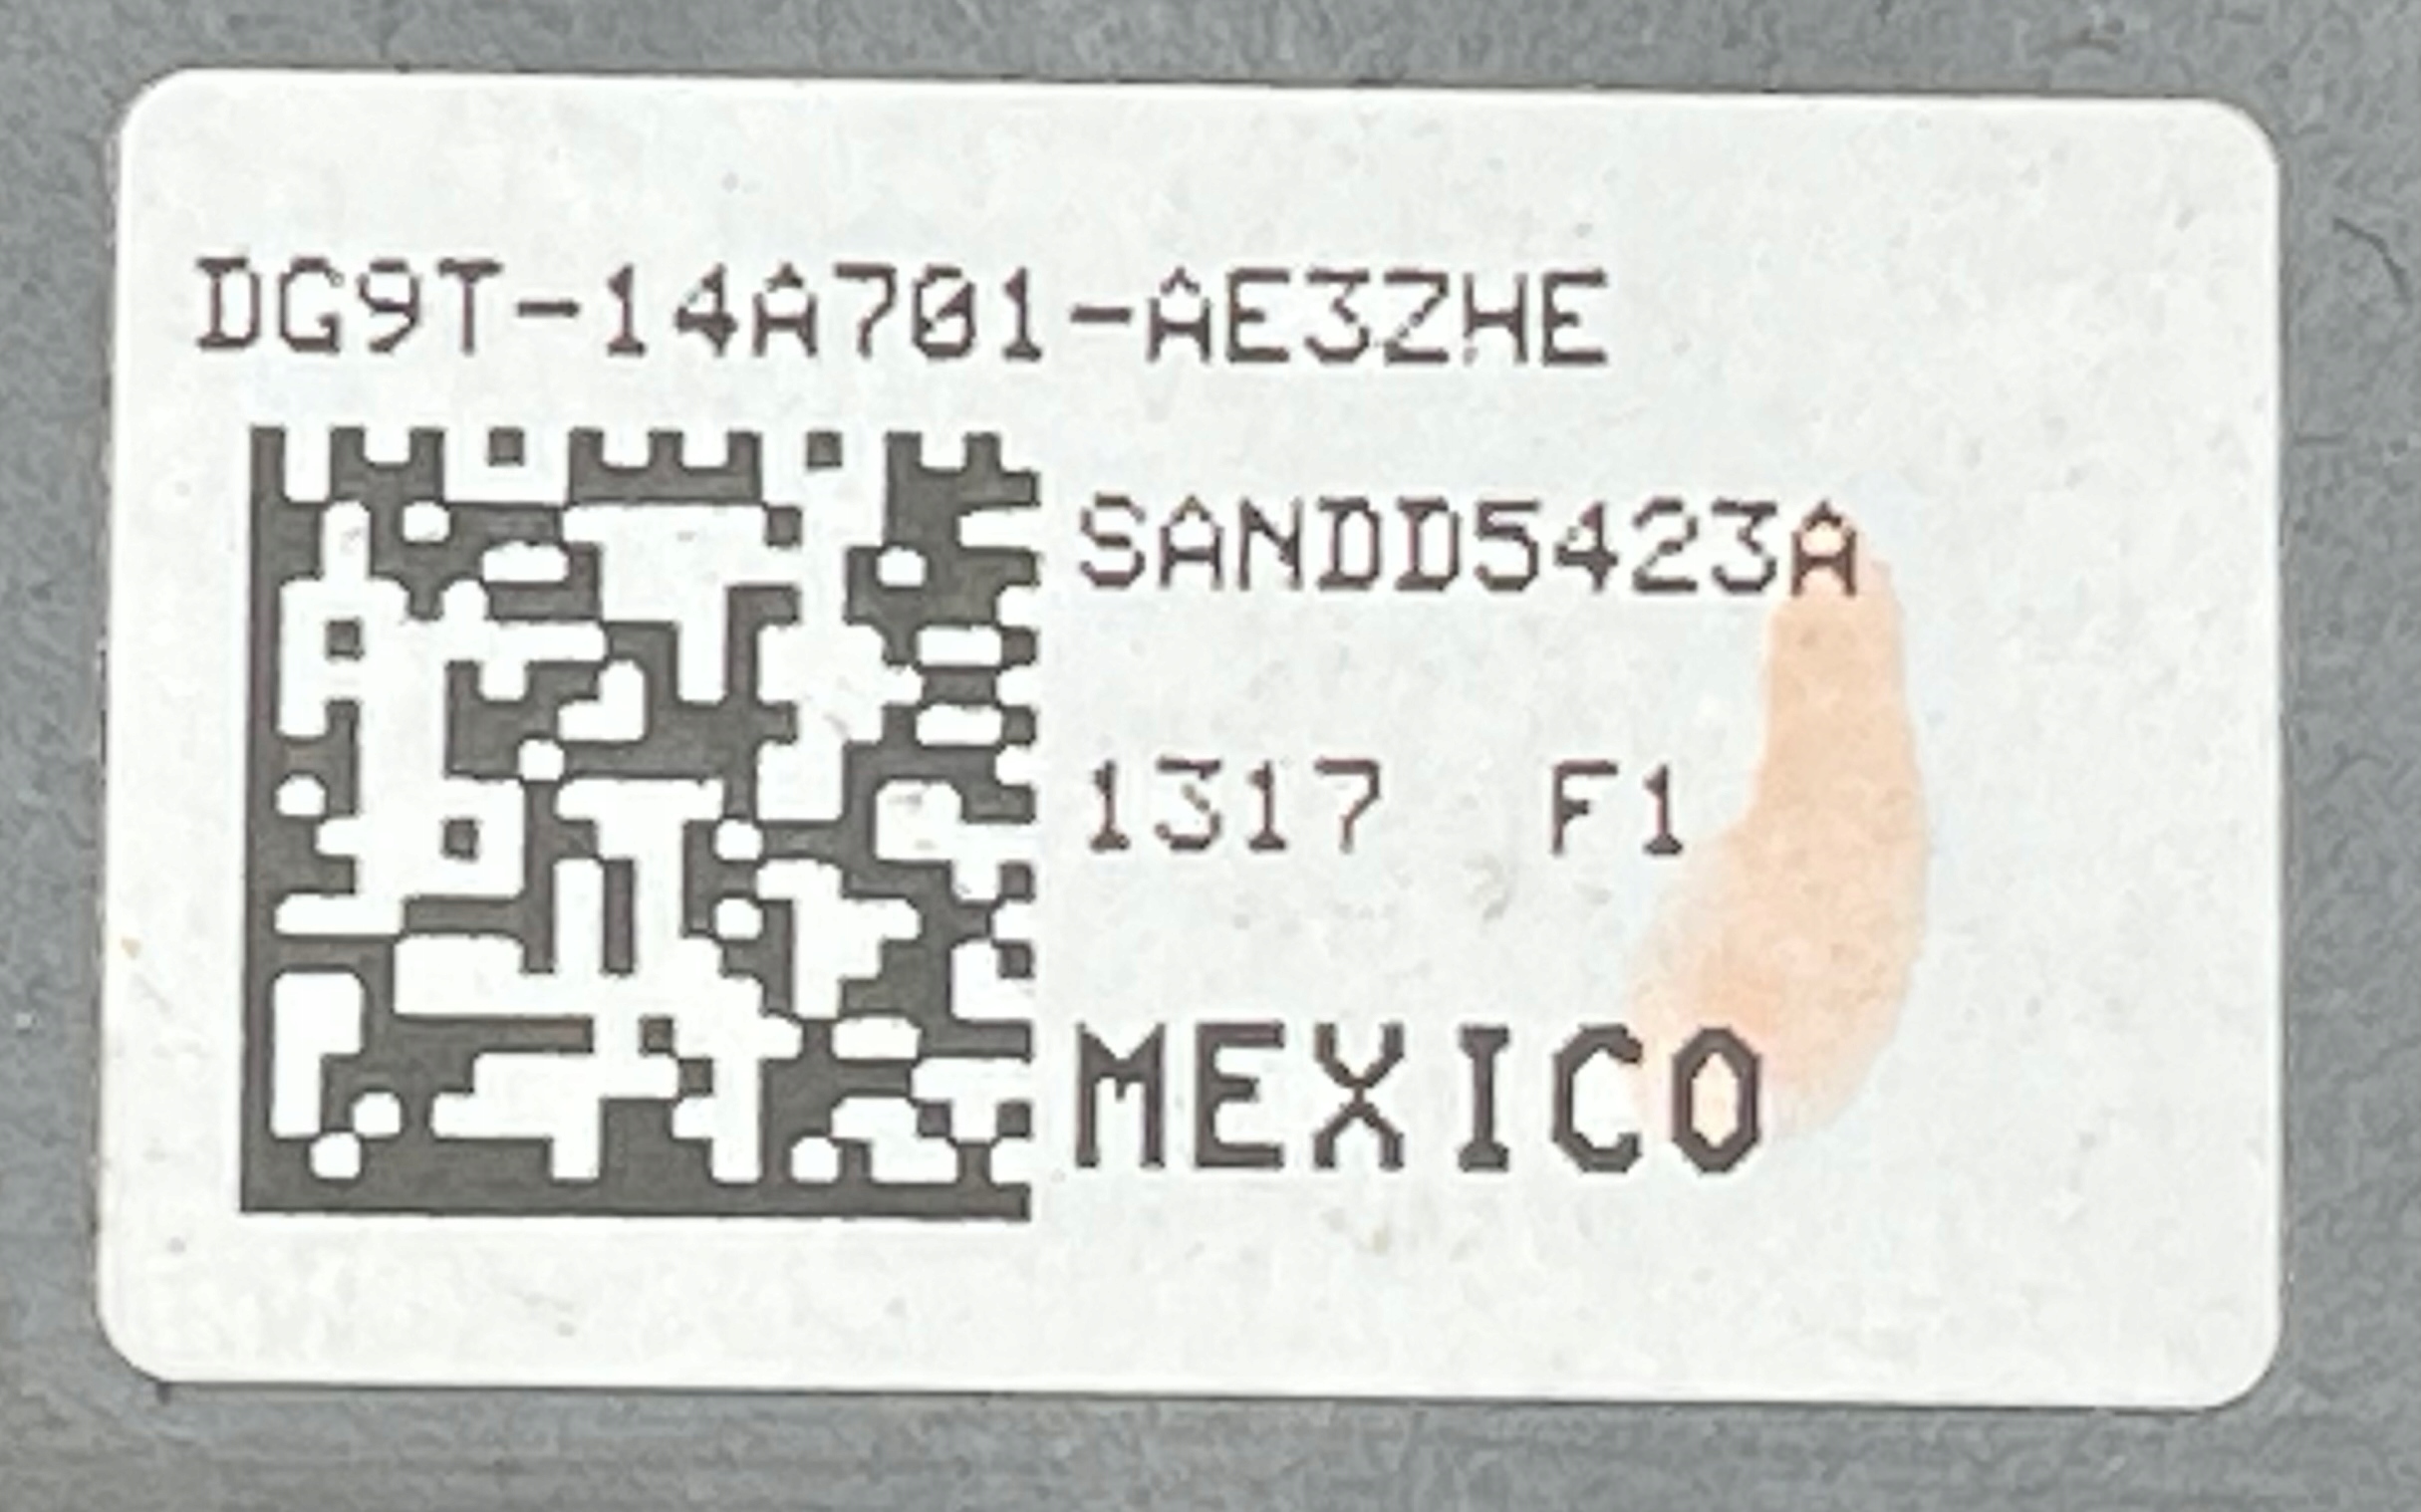 DG9T-14A701-AE3ZHE
SANDD5423A
1317 F1
MEXICO